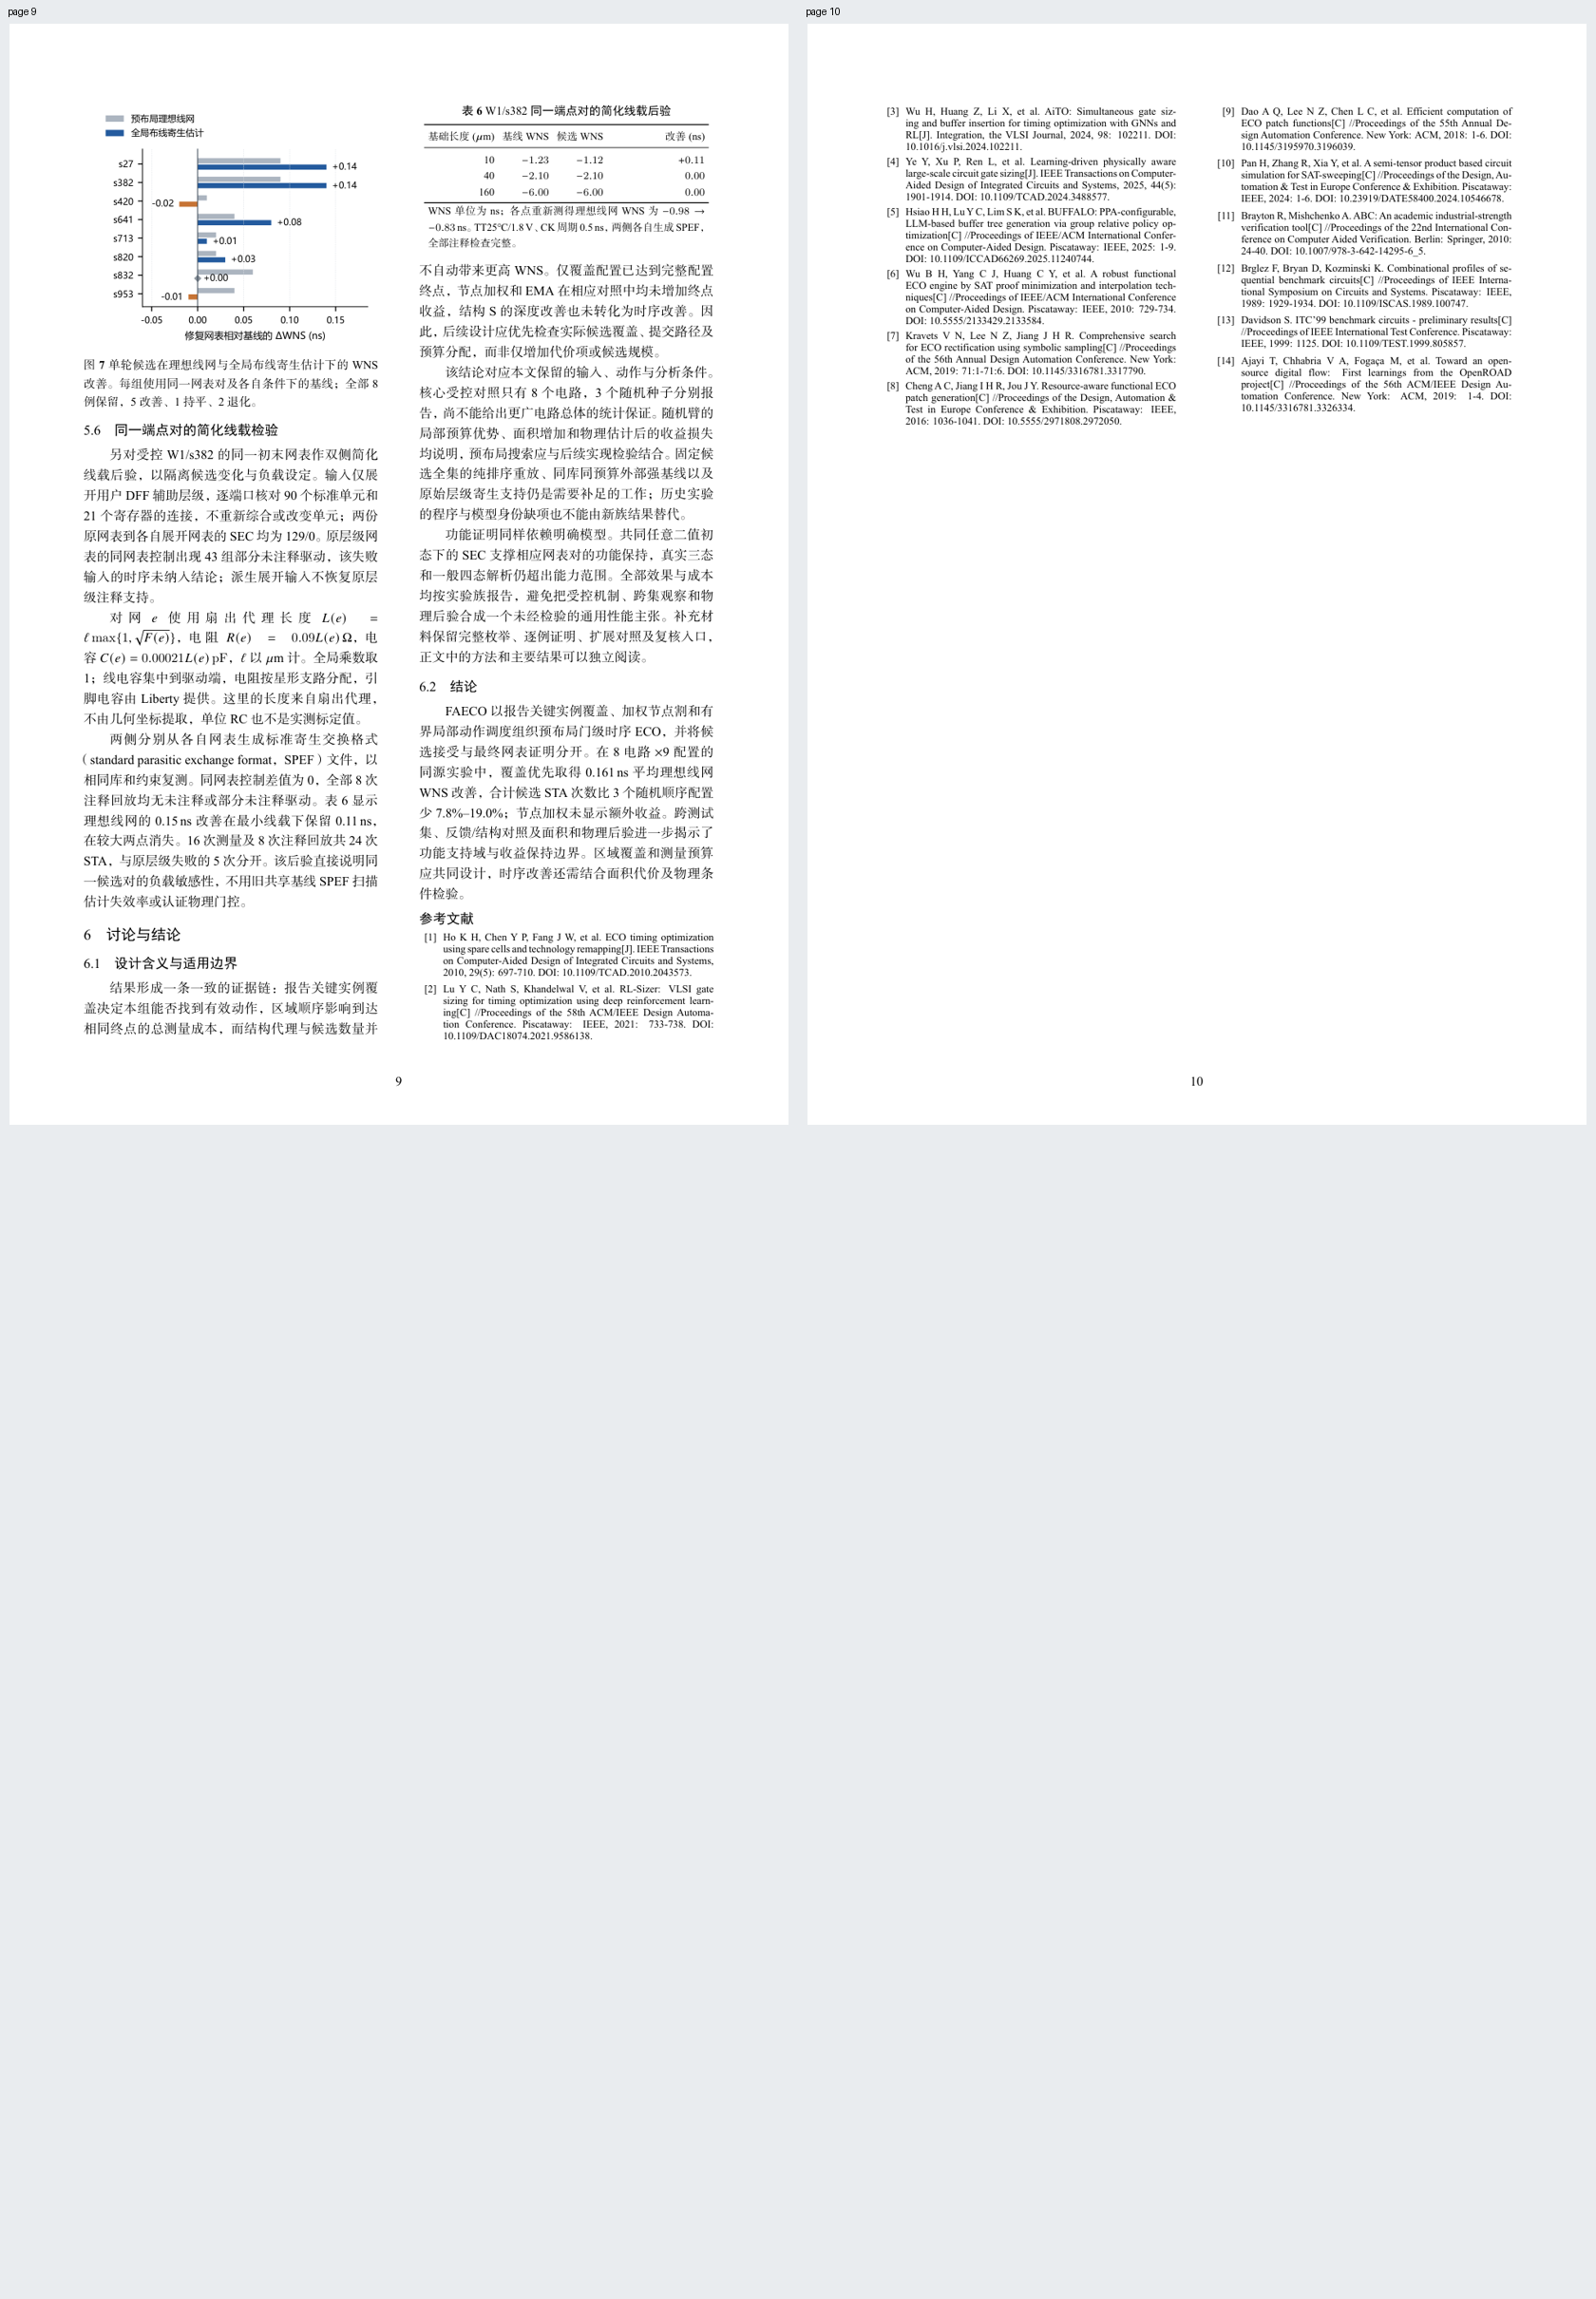 page 9
预布局理想线网
全局布线寄生估计
s27
+0.14
s382
+0.14
s420
-0.02
s641
+0.08
s713
+0.01
s820
+0.03
s832
+0.00
s953
-0.01
-0.05 0.00 0.05 0.10 0.15
修复网表相对基线的 ΔWNS (ns)
图 7 单轮候选在理想线网与全局布线寄生估计下的 WNS
改善。每组使用同一网表对及各自条件下的基线；全部 8
例保留，5 改善、1 持平、2 退化。
5.6 同一端点对的简化线载检验
另对受控 W1/s382 的同一初末网表作双侧简化
线载后验，以隔离候选变化与负载设定。输入仅展
开用户 DFF 辅助层级，逐端口核对 90 个标准单元和
21 个寄存器的连接，不重新综合或改变单元；两份
原网表到各自展开网表的 SEC 均为 129/0。原层级网
表的同网表控制出现 43 组部分未注释驱动，该失败
输入的时序未纳入结论；派生展开输入不恢复原层
级注释支持。
对网 e 使用扇出代理长度 L(e) =
ℓ max{1, √F(e)}，电阻 R(e) = 0.09L(e) Ω，电
容 C(e) = 0.00021L(e) pF，ℓ 以 μm 计。全局乘数取
1；线电容集中到驱动端，电阻按星形支路分配，引
脚电容由 Liberty 提供。这里的长度来自扇出代理，
不由几何坐标提取，单位 RC 也不是实测标定值。
两侧分别从各自网表生成标准寄生交换格式
（standard parasitic exchange format，SPEF）文件，以
相同库和约束复测。同网表控制差值为 0，全部 8 次
注释回放均无未注释或部分未注释驱动。表 6 显示
理想线网的 0.15 ns 改善在最小线载下保留 0.11 ns，
在较大两点消失。16 次测量及 8 次注释回放共 24 次
STA，与原层级失败的 5 次分开。该后验直接说明同
一候选对的负载敏感性，不用旧共享基线 SPEF 扫描
估计失效率或认证物理门控。
6 讨论与结论
6.1 设计含义与适用边界
结果形成一条一致的证据链：报告关键实例覆
盖决定本组能否找到有效动作，区域顺序影响到达
相同终点的总测量成本，而结构代理与候选数量并
表 6 W1/s382 同一端点对的简化线载后验
基础长度 (μm) 基线 WNS 候选 WNS 改善 (ns)
10 −1.23 −1.12 +0.11
40 −2.10 −2.10 0.00
160 −6.00 −6.00 0.00
WNS 单位为 ns；各点重新测得理想线网 WNS 为 −0.98 →
−0.83 ns。TT25℃/1.8 V、CK 周期 0.5 ns，两侧各自生成 SPEF，
全部注释检查完整。
不自动带来更高 WNS。仅覆盖配置已达到完整配置
终点，节点加权和 EMA 在相应对照中均未增加终点
收益，结构 S 的深度改善也未转化为时序改善。因
此，后续设计应优先检查实际候选覆盖、提交路径及
预算分配，而非仅增加代价项或候选规模。
该结论对应本文保留的输入、动作与分析条件。
核心受控对照只有 8 个电路，3 个随机种子分别报
告，尚不能给出更广电路总体的统计保证。随机臂的
局部预算优势、面积增加和物理估计后的收益损失
均说明，预布局搜索应与后续实现检验结合。固定候
选全集的纯排序重放、同库同预算外部强基线以及
原始层级寄生支持仍是需要补足的工作；历史实验
的程序与模型身份缺项也不能由新族结果替代。
功能证明同样依赖明确模型。共同任意二值初
态下的 SEC 支撑相应网表对的功能保持，真实三态
和一般四态解析仍超出能力范围。全部效果与成本
均按实验族报告，避免把受控机制、跨集观察和物
理后验合成一个未经检验的通用性能主张。补充材
料保留完整枚举、逐例证明、扩展对照及复核入口，
正文中的方法和主要结果可以独立阅读。
6.2 结论
FAECO 以报告关键实例覆盖、加权节点割和有
界局部动作调度组织预布局门级时序 ECO，并将候
选接受与最终网表证明分开。在 8 电路 ×9 配置的
同源实验中，覆盖优先取得 0.161 ns 平均理想线网
WNS 改善，合计候选 STA 次数比 3 个随机顺序配置
少 7.8%–19.0%；节点加权未显示额外收益。跨测试
集、反馈/结构对照及面积和物理后验进一步揭示了
功能支持域与收益保持边界。区域覆盖和测量预算
应共同设计，时序改善还需结合面积代价及物理条
件检验。
参考文献
[1] Ho K H, Chen Y P, Fang J W, et al. ECO timing optimization
using spare cells and technology remapping[J]. IEEE Transactions
on Computer-Aided Design of Integrated Circuits and Systems,
2010, 29(5): 697-710. DOI: 10.1109/TCAD.2010.2043573.
[2] Lu Y C, Nath S, Khandelwal V, et al. RL-Sizer: VLSI gate
sizing for timing optimization using deep reinforcement learn-
ing[C] //Proceedings of the 58th ACM/IEEE Design Automa-
tion Conference. Piscataway: IEEE, 2021: 733-738. DOI:
10.1109/DAC18074.2021.9586138.
9
page 10
[3] Wu H, Huang Z, Li X, et al. AiTO: Simultaneous gate siz-
ing and buffer insertion for timing optimization with GNNs and
RL[J]. Integration, the VLSI Journal, 2024, 98: 102211. DOI:
10.1016/j.vlsi.2024.102211.
[4] Ye Y, Xu P, Ren L, et al. Learning-driven physically aware
large-scale circuit gate sizing[J]. IEEE Transactions on Computer-
Aided Design of Integrated Circuits and Systems, 2025, 44(5):
1901-1914. DOI: 10.1109/TCAD.2024.3488577.
[5] Hsiao H H, Lu Y C, Lim S K, et al. BUFFALO: PPA-configurable,
LLM-based buffer tree generation via group relative policy op-
timization[C] //Proceedings of IEEE/ACM International Confer-
ence on Computer-Aided Design. Piscataway: IEEE, 2025: 1-9.
DOI: 10.1109/ICCAD66269.2025.11240744.
[6] Wu B H, Yang C J, Huang C Y, et al. A robust functional
ECO engine by SAT proof minimization and interpolation tech-
niques[C] //Proceedings of IEEE/ACM International Conference
on Computer-Aided Design. Piscataway: IEEE, 2010: 729-734.
DOI: 10.5555/2133429.2133584.
[7] Kravets V N, Lee N Z, Jiang J H R. Comprehensive search
for ECO rectification using symbolic sampling[C] //Proceedings
of the 56th Annual Design Automation Conference. New York:
ACM, 2019: 71:1-71:6. DOI: 10.1145/3316781.3317790.
[8] Cheng A C, Jiang I H R, Jou J Y. Resource-aware functional ECO
patch generation[C] //Proceedings of the Design, Automation &
Test in Europe Conference & Exhibition. Piscataway: IEEE,
2016: 1036-1041. DOI: 10.5555/2971808.2972050.
[9] Dao A Q, Lee N Z, Chen L C, et al. Efficient computation of
ECO patch functions[C] //Proceedings of the 55th Annual De-
sign Automation Conference. New York: ACM, 2018: 1-6. DOI:
10.1145/3195970.3196039.
[10] Pan H, Zhang R, Xia Y, et al. A semi-tensor product based circuit
simulation for SAT-sweeping[C] //Proceedings of the Design, Au-
tomation & Test in Europe Conference & Exhibition. Piscataway:
IEEE, 2024: 1-6. DOI: 10.23919/DATE58400.2024.10546678.
[11] Brayton R, Mishchenko A. ABC: An academic industrial-strength
verification tool[C] //Proceedings of the 22nd International Con-
ference on Computer Aided Verification. Berlin: Springer, 2010:
24-40. DOI: 10.1007/978-3-642-14295-6_5.
[12] Brglez F, Bryan D, Kozminski K. Combinational profiles of se-
quential benchmark circuits[C] //Proceedings of IEEE Interna-
tional Symposium on Circuits and Systems. Piscataway: IEEE,
1989: 1929-1934. DOI: 10.1109/ISCAS.1989.100747.
[13] Davidson S. ITC’99 benchmark circuits - preliminary results[C]
//Proceedings of IEEE International Test Conference. Piscataway:
IEEE, 1999: 1125. DOI: 10.1109/TEST.1999.805857.
[14] Ajayi T, Chhabria V A, Fogaça M, et al. Toward an open-
source digital flow: First learnings from the OpenROAD
project[C] //Proceedings of the 56th ACM/IEEE Design Au-
tomation Conference. New York: ACM, 2019: 1-4. DOI:
10.1145/3316781.3326334.
10